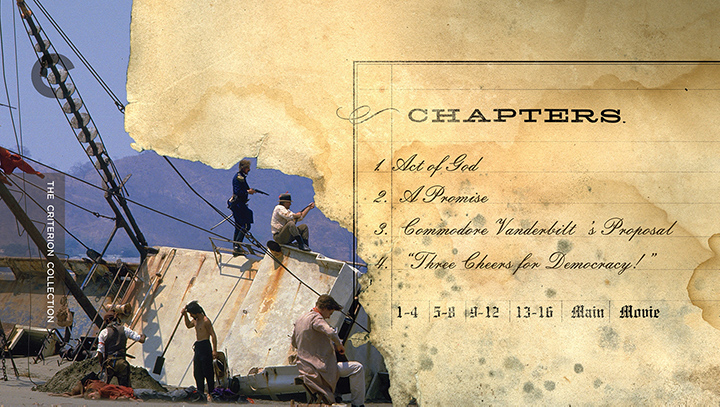 THE CRITERION COLLECTION
CHAPTERS.
1. Act of God
2. A Promise
3. Commodore Vanderbilt 's Proposal
4. "Three Cheers for Democracy!"
1-4 5-8 9-12 13-16 Main Movie